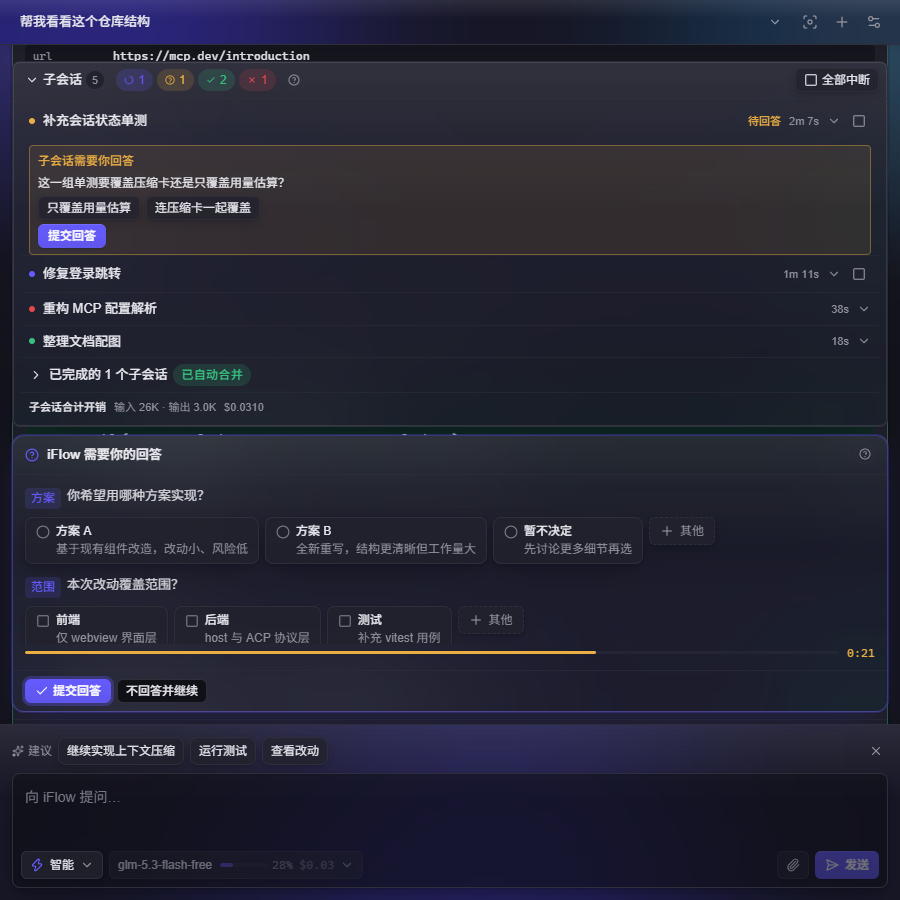 帮我看看这个仓库结构
url https://mcp.dev/introduction
子会话 5 1 1 2 1 全部中断
补充会话状态单测 待回答 2m 7s
子会话需要你回答
这一组单测要覆盖压缩卡还是只覆盖用量估算?
只覆盖用量估算 连压缩卡一起覆盖
提交回答
修复登录跳转 1m 11s
重构 MCP 配置解析 38s
整理文档配图 18s
已完成的 1 个子会话 已自动合并
子会话合计开销 输入 26K · 输出 3.0K $0.0310
iFlow 需要你的回答
方案 你希望用哪种方案实现?
方案 A 方案 B 暂不决定 其他
基于现有组件改造，改动小、风险低 全新重写，结构更清晰但工作量大 先讨论更多细节再选
范围 本次改动覆盖范围?
前端 后端 测试 其他
仅 webview 界面层 host 与 ACP 协议层 补充 vitest 用例
0:21
提交回答 不回答并继续
建议 继续实现上下文压缩 运行测试 查看改动
向 iFlow 提问…
智能 glm-5.3-flash-free 28% $0.03 发送